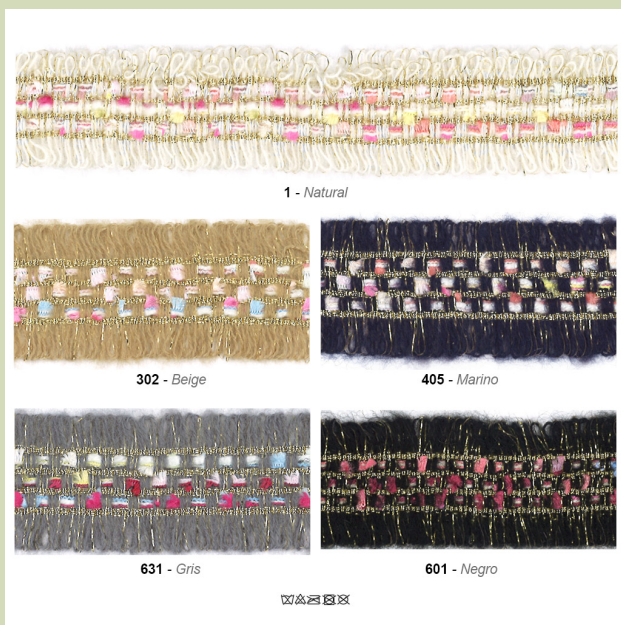 1 - Natural
302 - Beige
405 - Marino
631 - Gris
601 - Negro